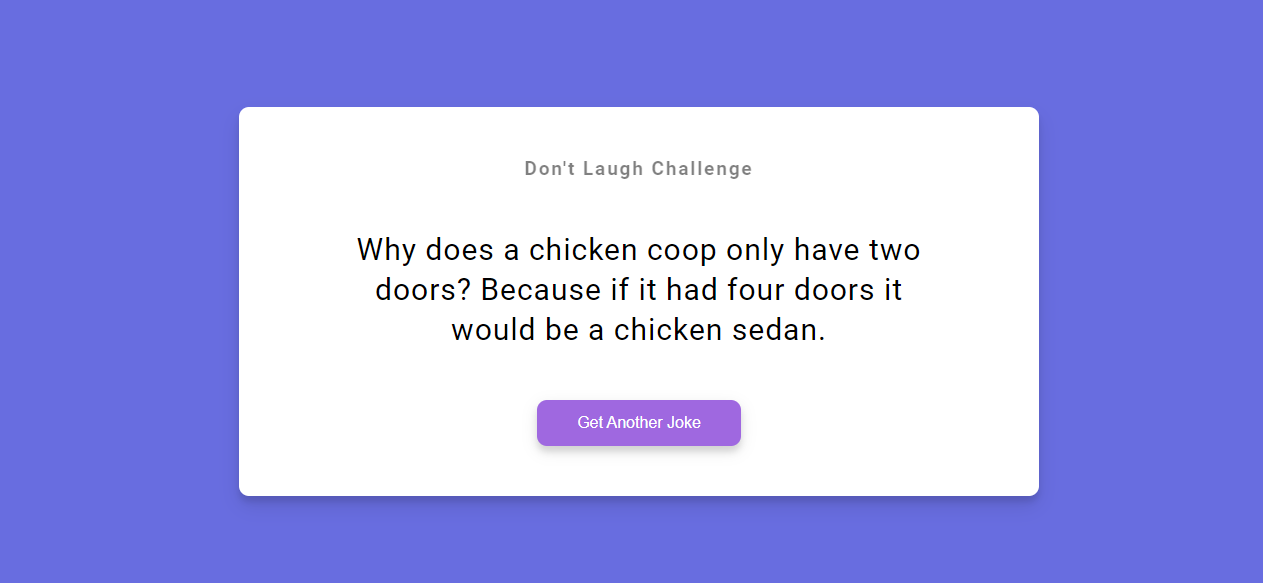 Don't Laugh Challenge
Why does a chicken coop only have two
doors? Because if it had four doors it
would be a chicken sedan.
Get Another Joke